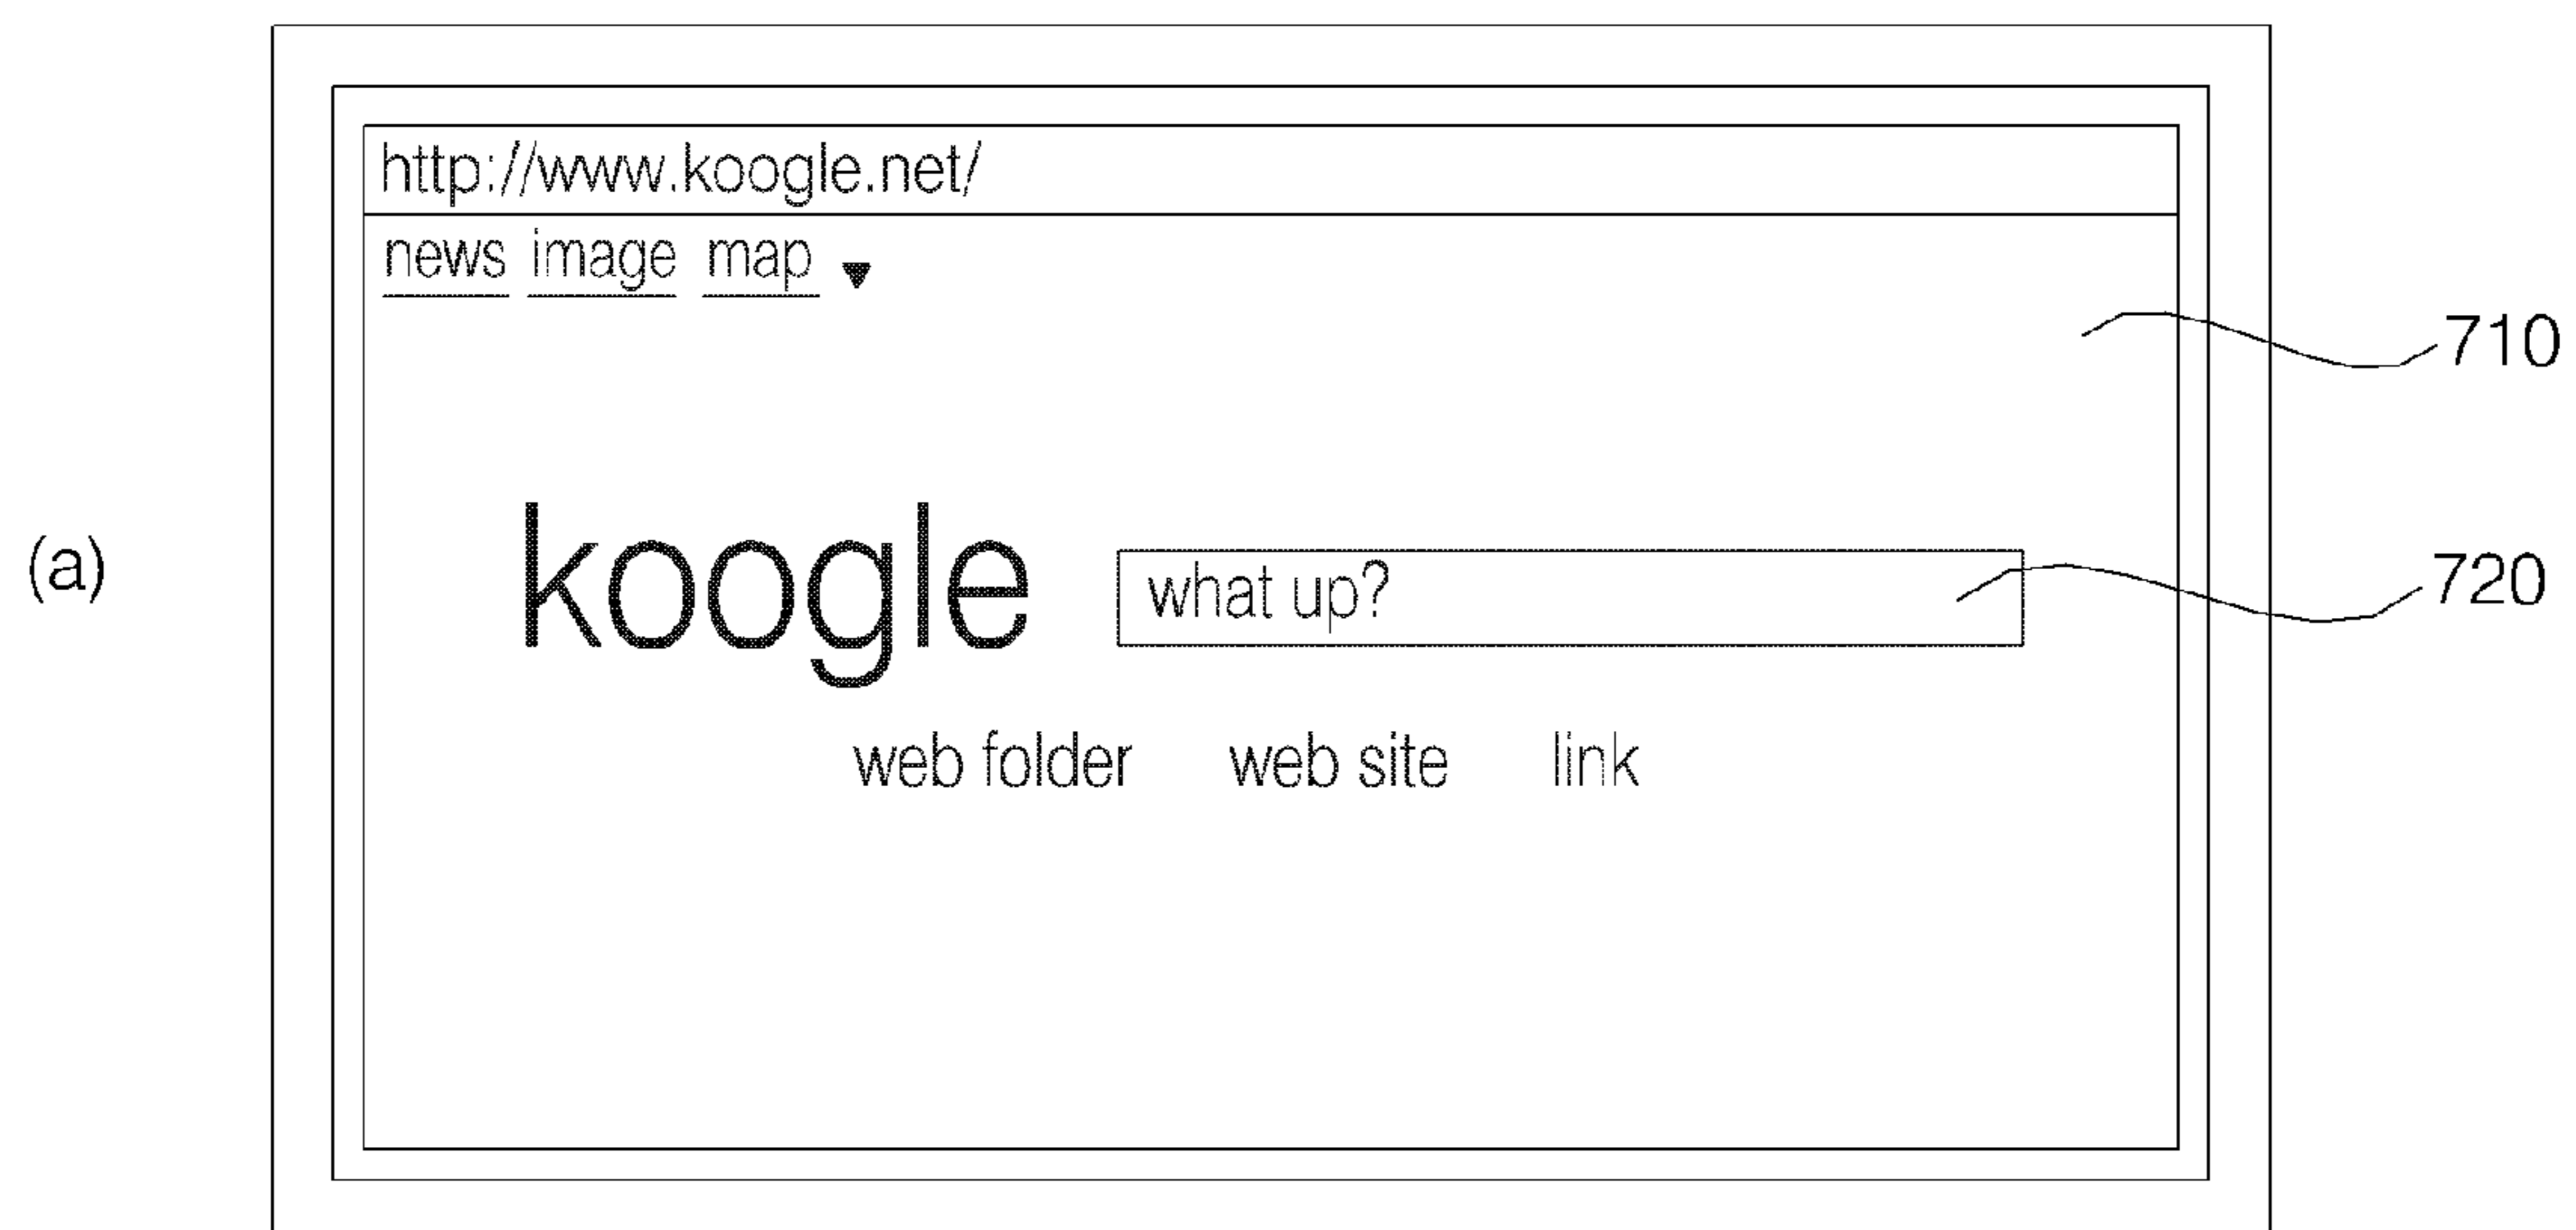 http://www.koogle.net/
news image map ▼
710
(a)
koogle
what up?
720
web folder web site link